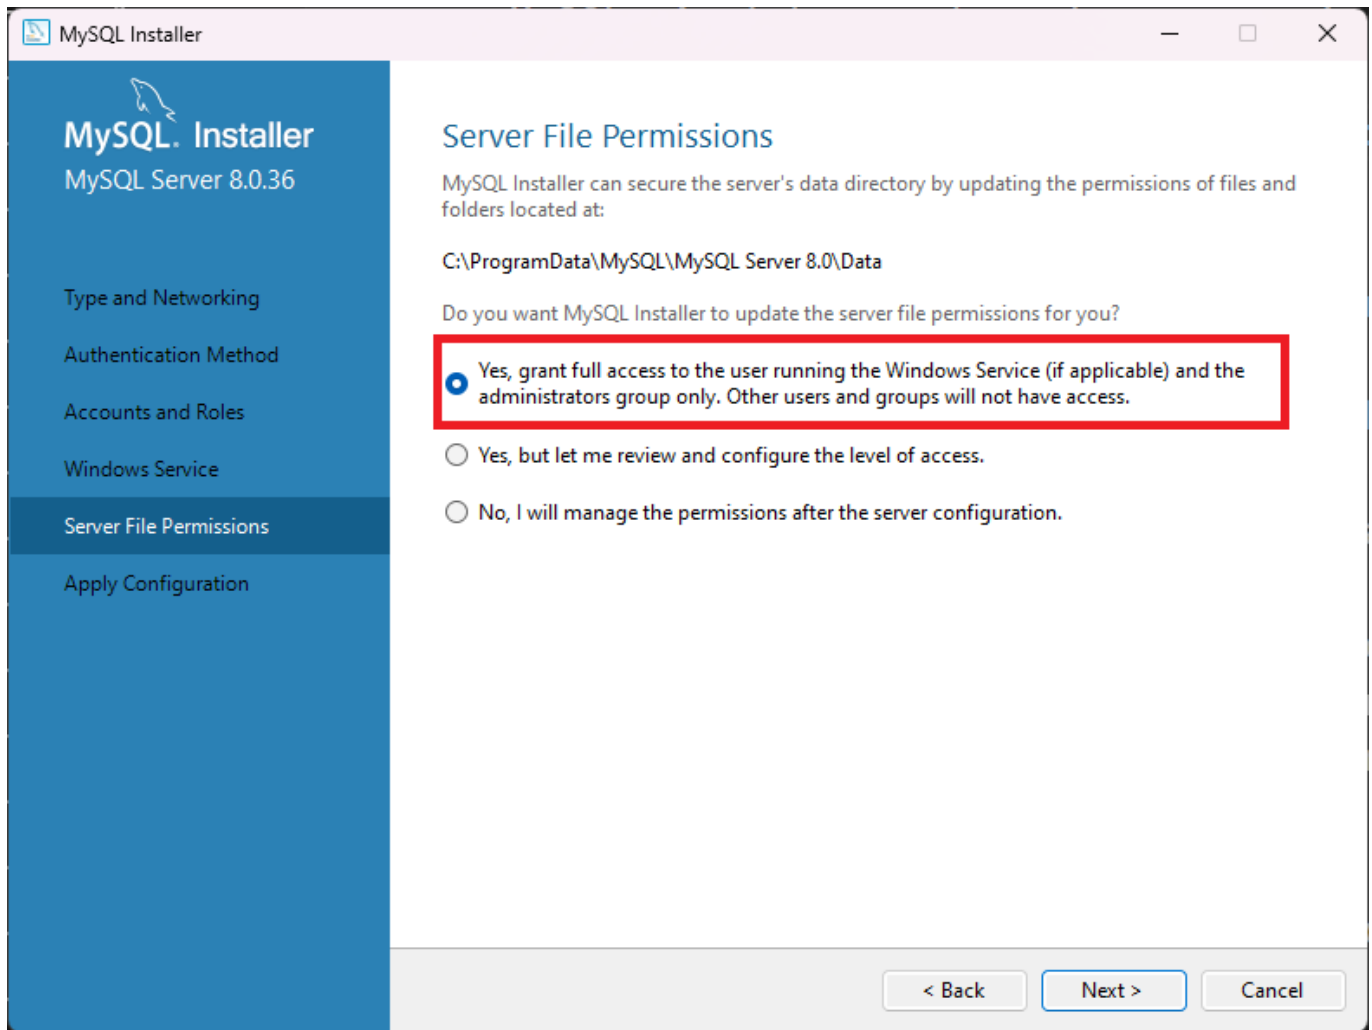 MySQL Installer
MySQL. Installer
MySQL Server 8.0.36
Type and Networking
Authentication Method
Accounts and Roles
Windows Service
Server File Permissions
Apply Configuration
Server File Permissions
MySQL Installer can secure the server's data directory by updating the permissions of files and
folders located at:
C:\ProgramData\MySQL\MySQL Server 8.0\Data
Do you want MySQL Installer to update the server file permissions for you?
Yes, grant full access to the user running the Windows Service (if applicable) and the
administrators group only. Other users and groups will not have access.
Yes, but let me review and configure the level of access.
No, I will manage the permissions after the server configuration.
< Back
Next >
Cancel